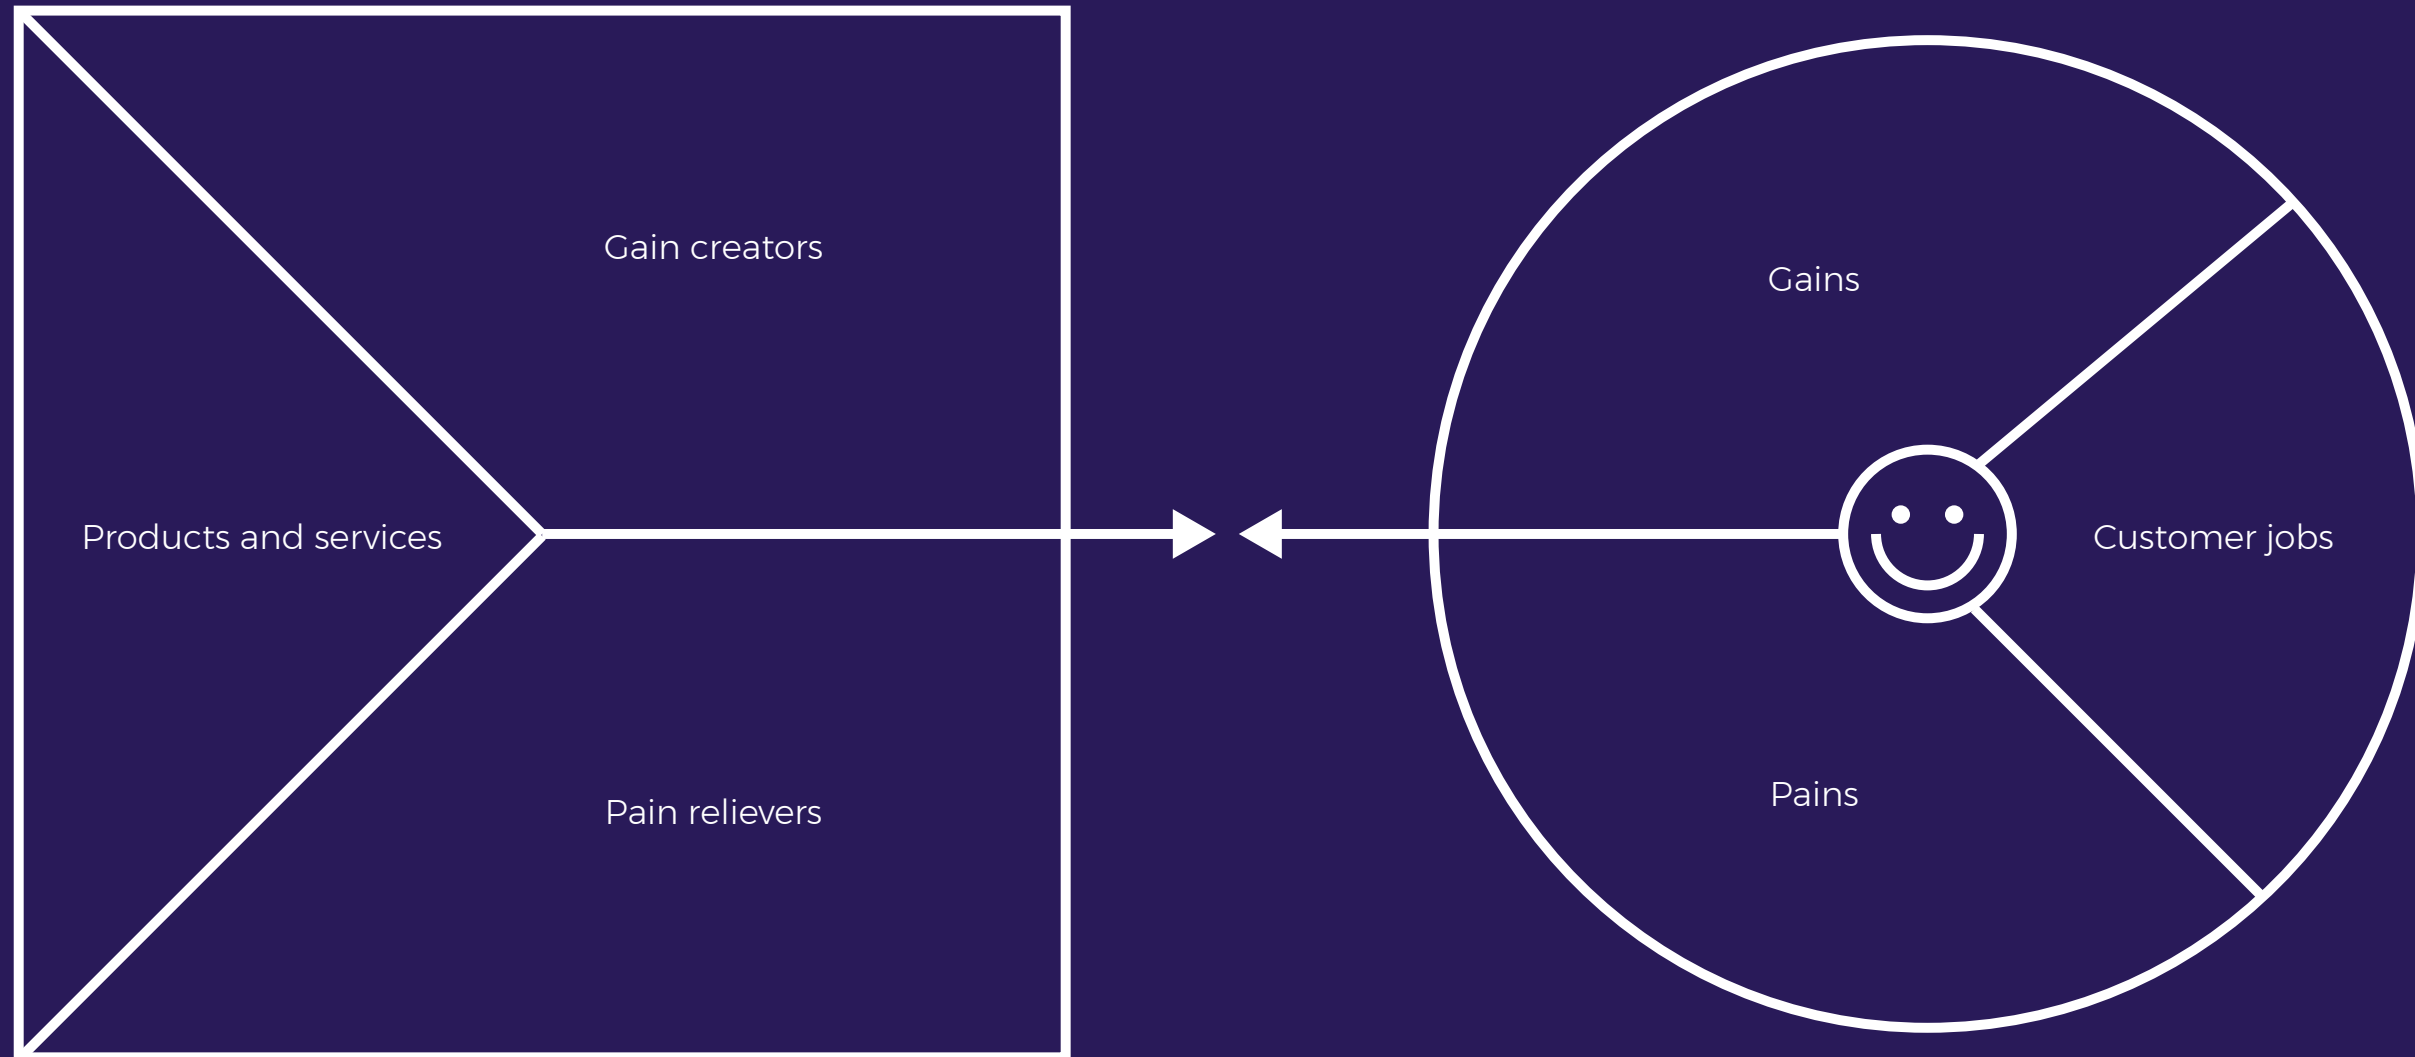 Gain creators
Products and services
Pain relievers
Gains
Customer jobs
Pains